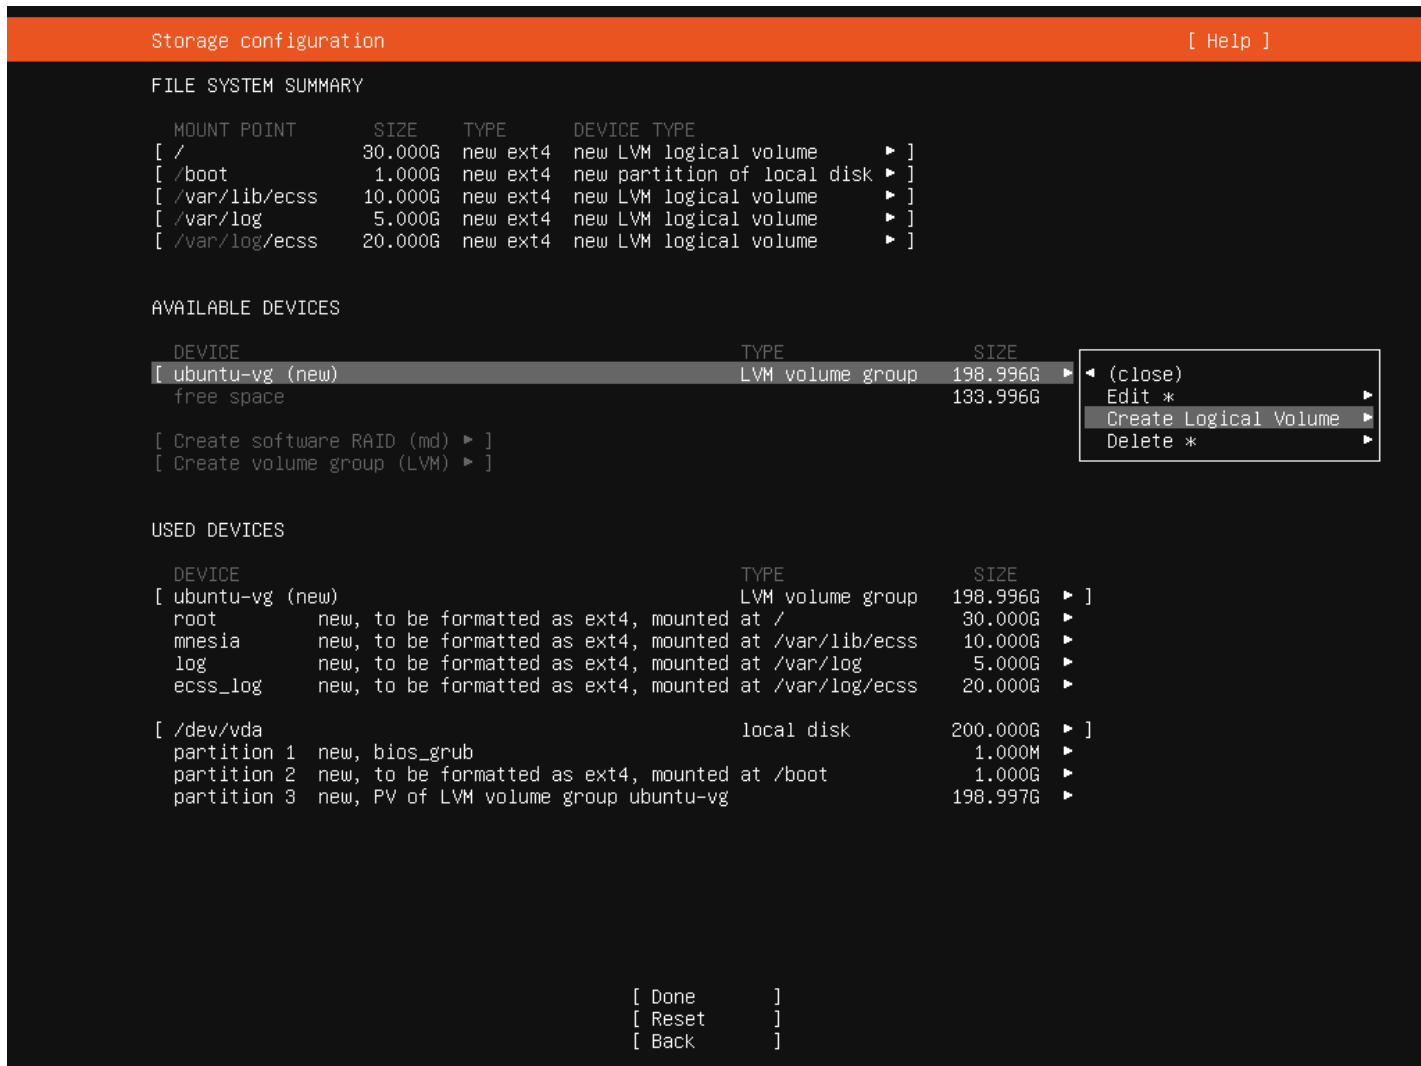 Storage configuration [ Help ]
FILE SYSTEM SUMMARY
MOUNT POINT SIZE TYPE DEVICE TYPE
[ / 30.000G new ext4 new LVM logical volume ▸ ]
[ /boot 1.000G new ext4 new partition of local disk ▸ ]
[ /var/lib/ecss 10.000G new ext4 new LVM logical volume ▸ ]
[ /var/log 5.000G new ext4 new LVM logical volume ▸ ]
[ /var/log/ecss 20.000G new ext4 new LVM logical volume ▸ ]
AVAILABLE DEVICES
DEVICE TYPE SIZE
[ ubuntu-vg (new) LVM volume group 198.996G ▸
free space 133.996G
◂ (close)
Edit * ▸
Create Logical Volume ▸
Delete * ▸
[ Create software RAID (md) ▸ ]
[ Create volume group (LVM) ▸ ]
USED DEVICES
DEVICE TYPE SIZE
[ ubuntu-vg (new) LVM volume group 198.996G ▸ ]
root new, to be formatted as ext4, mounted at / 30.000G ▸
mnesia new, to be formatted as ext4, mounted at /var/lib/ecss 10.000G ▸
log new, to be formatted as ext4, mounted at /var/log 5.000G ▸
ecss_log new, to be formatted as ext4, mounted at /var/log/ecss 20.000G ▸
[ /dev/vda local disk 200.000G ▸ ]
partition 1 new, bios_grub 1.000M ▸
partition 2 new, to be formatted as ext4, mounted at /boot 1.000G ▸
partition 3 new, PV of LVM volume group ubuntu-vg 198.997G ▸
[ Done ]
[ Reset ]
[ Back ]